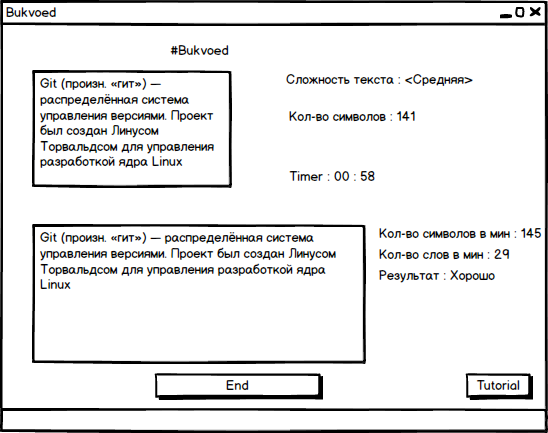 Bukvoed
#Bukvoed
Git (произн. «гит») —
распределённая система
управления версиями. Проект
был создан Линусом
Торвальдсом для управления
разработкой ядра Linux
Сложность текста : <Средняя>
Кол-во символов : 141
Timer : 00 : 58
Git (произн. «гит») — распределённая система
управления версиями. Проект был создан Линусом
Торвальдсом для управления разработкой ядра
Linux
Кол-во символов в мин : 145
Кол-во слов в мин : 29
Результат : Хорошо
End
Tutorial